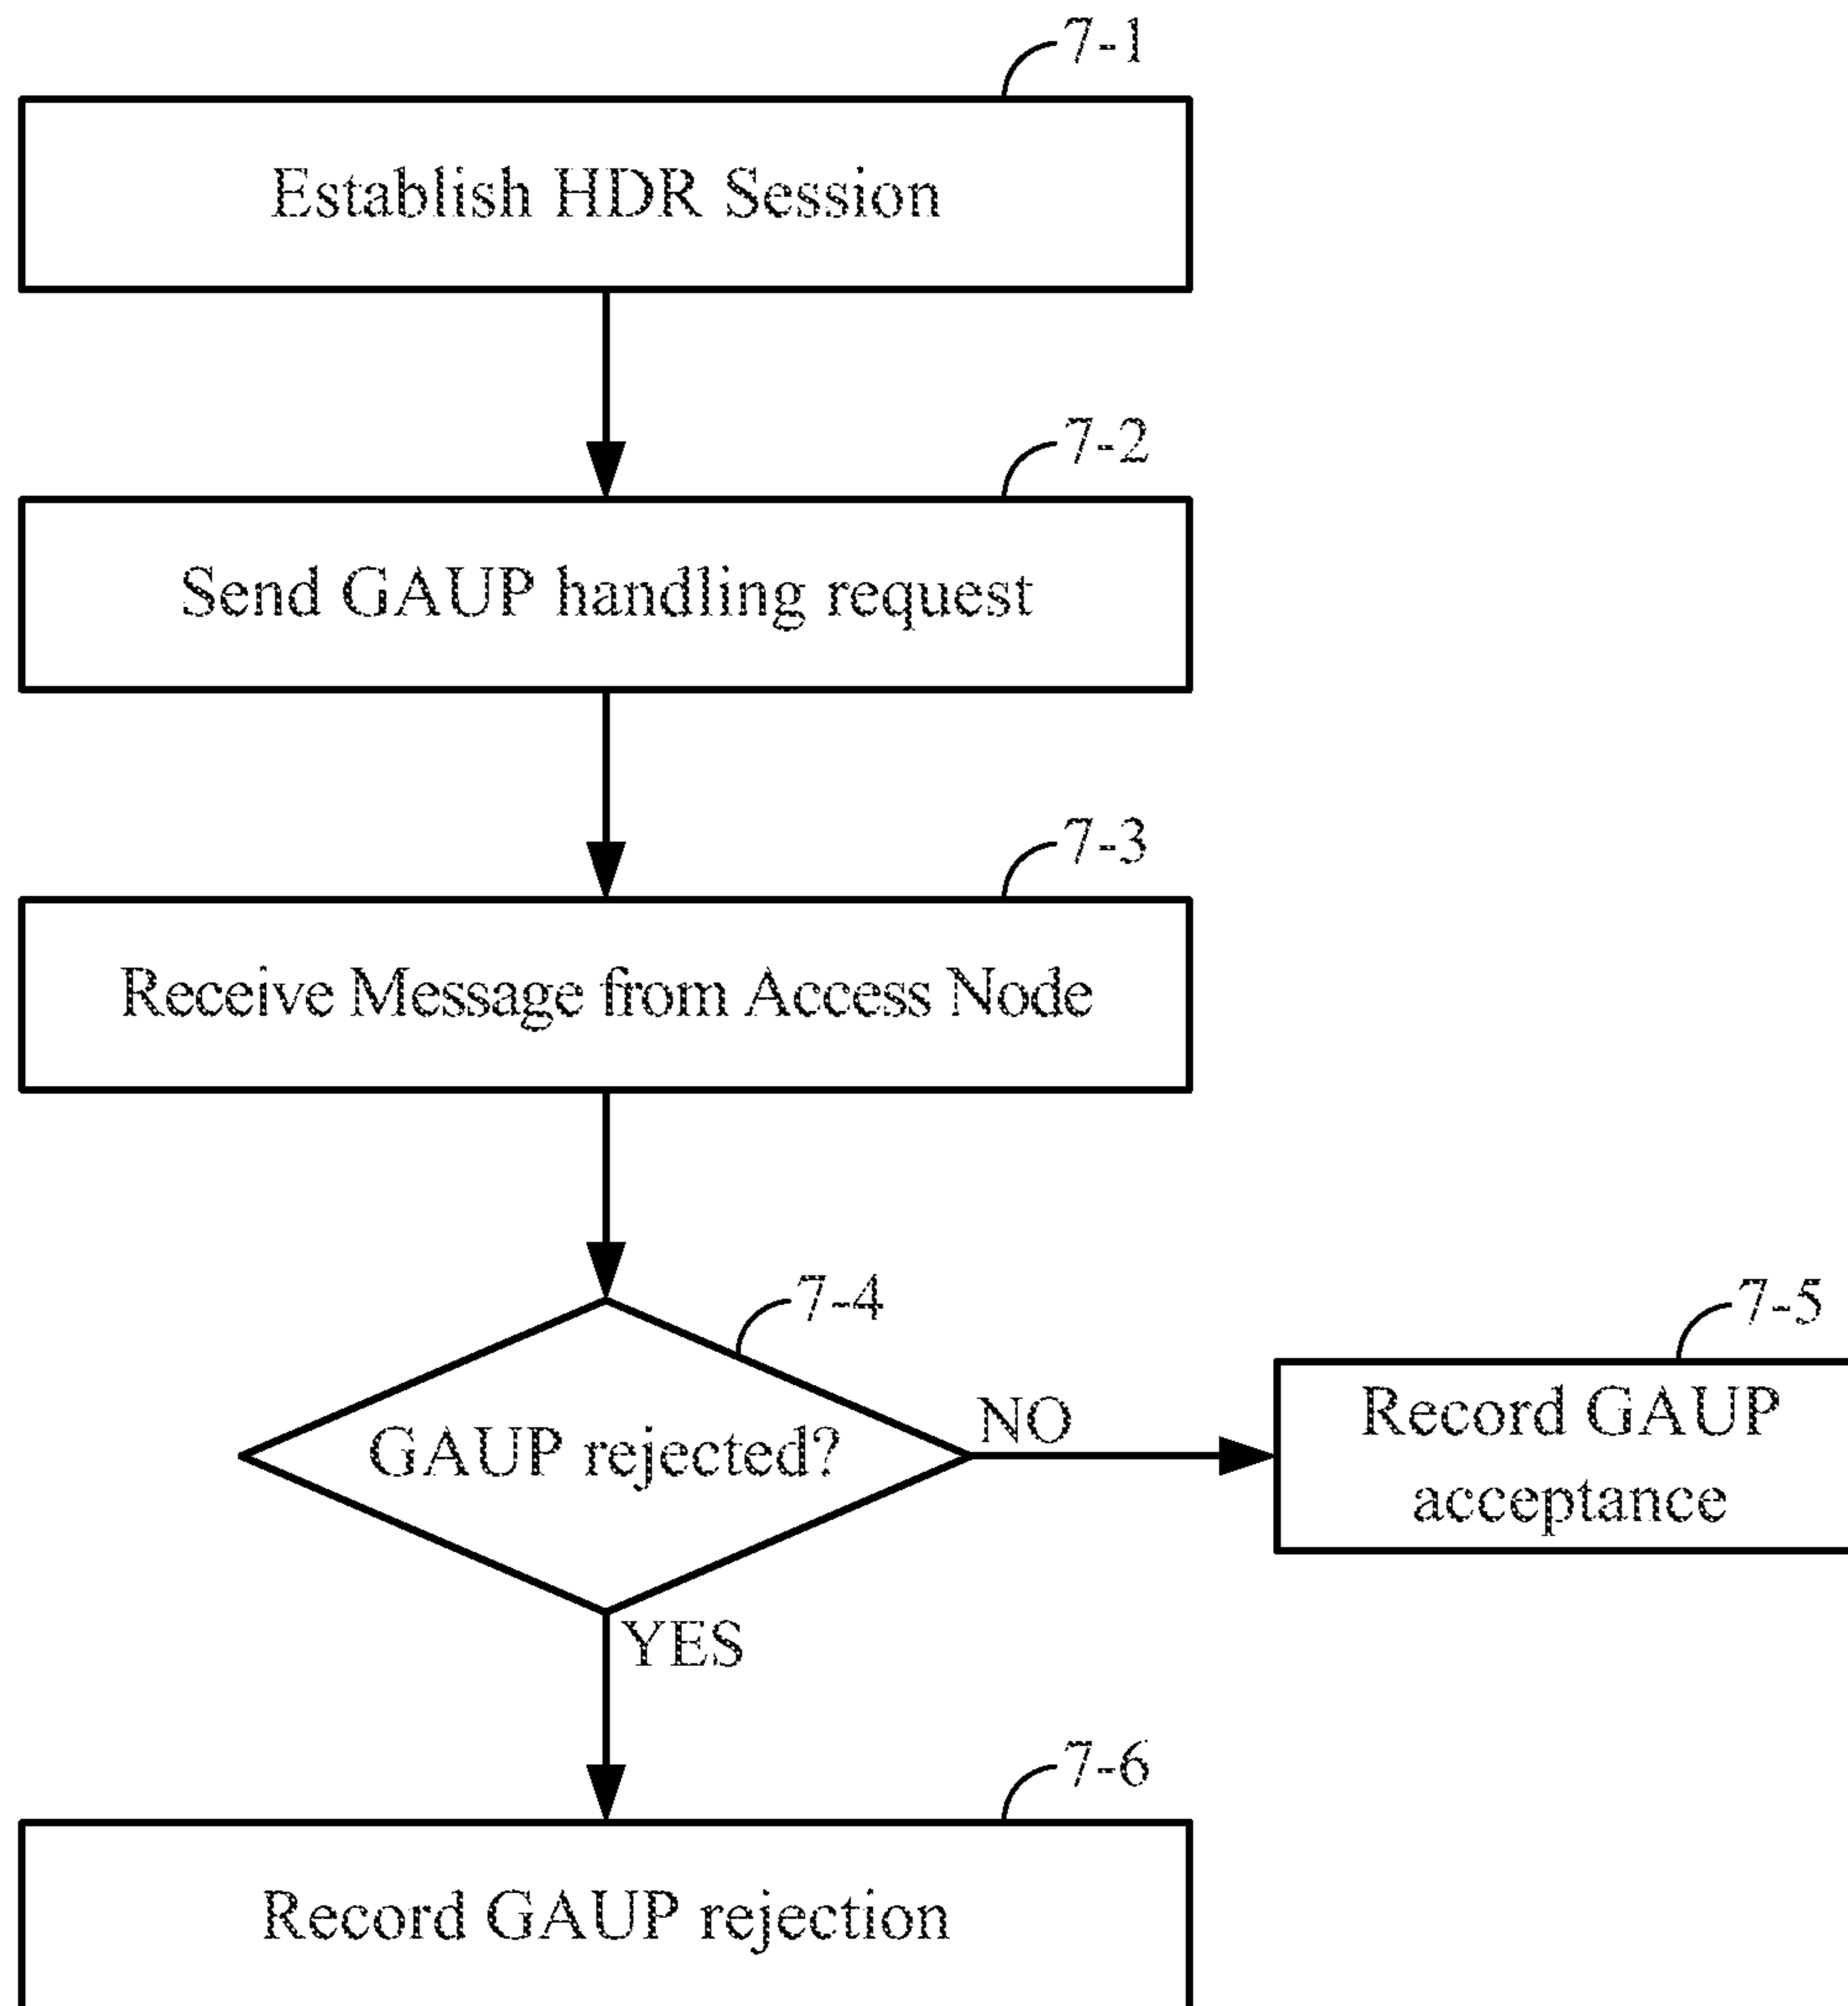 7-1
Establish HDR Session
7-2
Send GAUP handling request
7-3
Receive Message from Access Node
7-4
GAUP rejected?
NO
7-5
Record GAUP
acceptance
YES
7-6
Record GAUP rejection